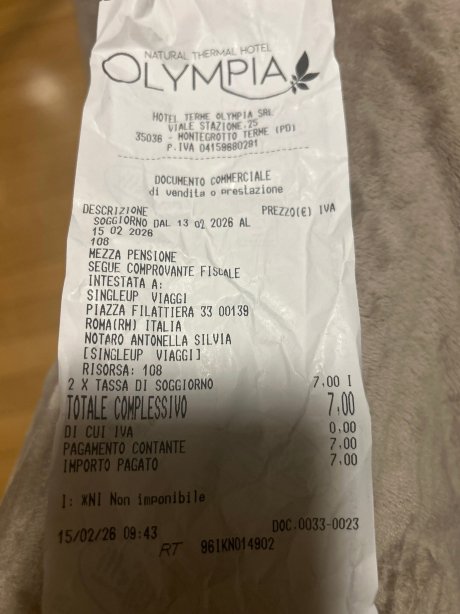 NATURAL THERMAL HOTEL
OLYMPIA
HOTEL TERME OLYMPIA SRL
VIALE STAZIONE,25
35036 - MONTEGROTTO TERME (PD)
P.IVA 04159680281
DOCUMENTO COMMERCIALE
di vendita o prestazione
DESCRIZIONE PREZZO(€) IVA
SOGGIORNO DAL 13 02 2026 AL
15 02 2026
108
MEZZA PENSIONE
SEGUE COMPROVANTE FISCALE
INTESTATA A:
SINGLEUP VIAGGI
PIAZZA FILATTIERA 33 00139
ROMA(RM) ITALIA
NOTARO ANTONELLA SILVIA
[SINGLEUP VIAGGI]
RISORSA: 108
2 X TASSA DI SOGGIORNO 7,00 I
TOTALE COMPLESSIVO 7,00
DI CUI IVA 0,00
PAGAMENTO CONTANTE 7,00
IMPORTO PAGATO 7,00
I: *NI Non imponibile
15/02/26 09:43 DOC.0033-0023
RT 96IKN014902